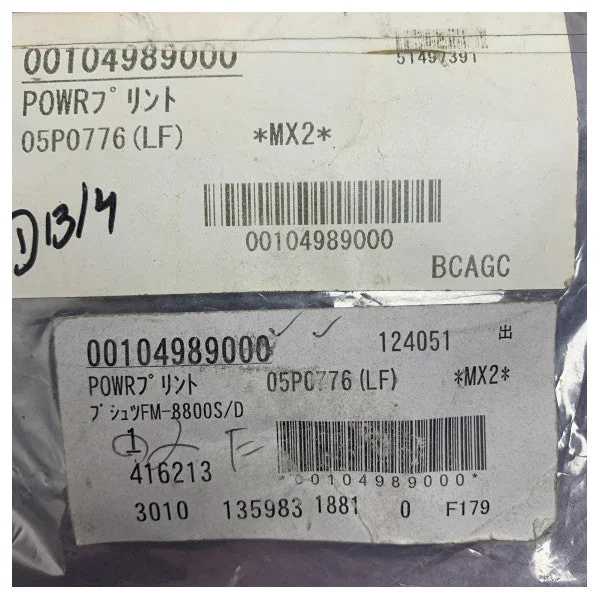 00104989000
51497391
POWRプリント
05P0776(LF) *MX2*
D13/4
00104989000
BCAGC
00104989000 124051 出
POWRプリント 05P0776(LF) *MX2*
ブシュツFM-8800S/D
1
416213
*00104989000*
3010 135983 1881 0 F179